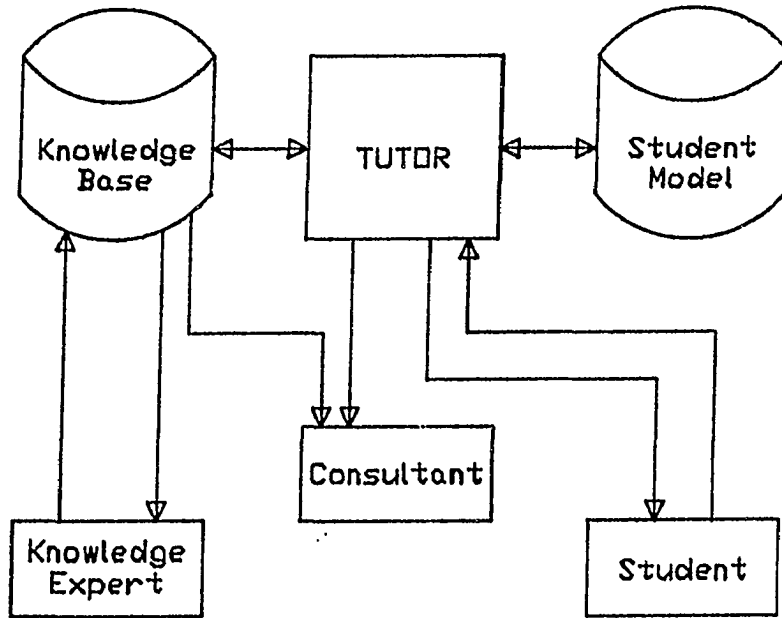 Knowledge
Base
TUTOR
Student
Model
Consultant
Knowledge
Expert
Student